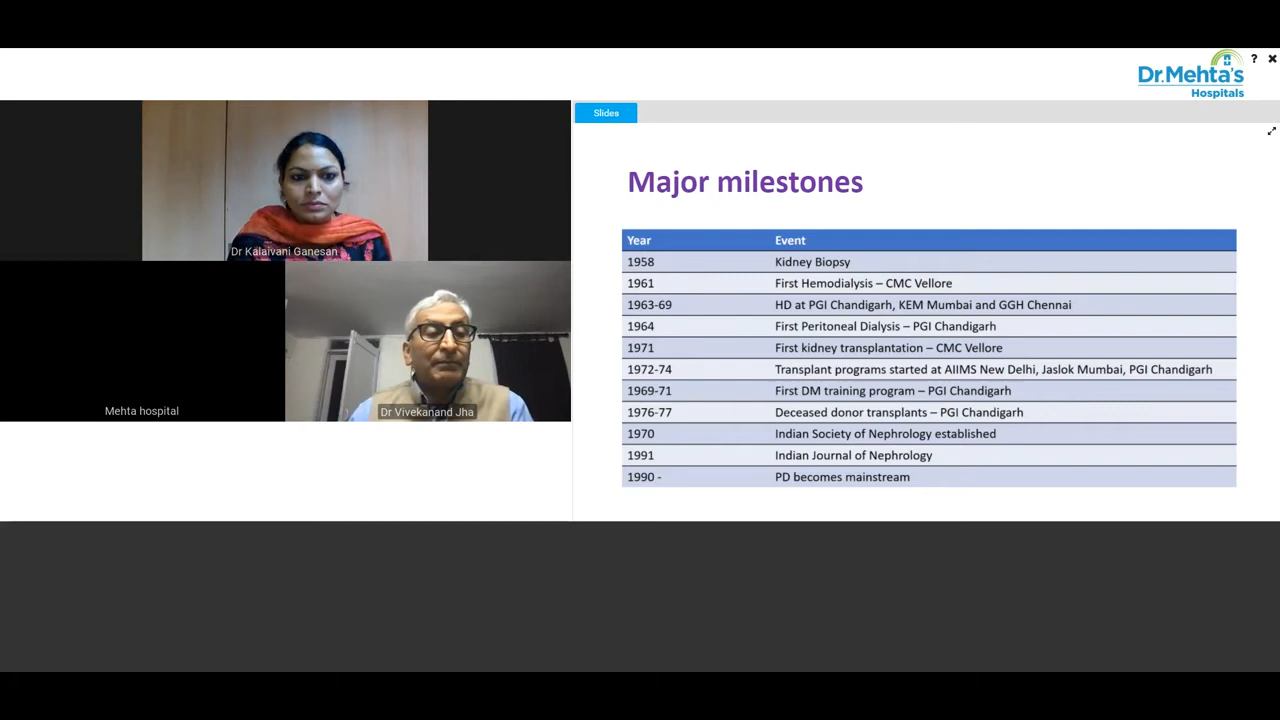 ? ✖
Dr.Mehta's
Hospitals
Slides
Dr Kalaivani Ganesan
Mehta hospital
Dr Vivekanand Jha
Major milestones
Year Event
1958 Kidney Biopsy
1961 First Hemodialysis – CMC Vellore
1963-69 HD at PGI Chandigarh, KEM Mumbai and GGH Chennai
1964 First Peritoneal Dialysis – PGI Chandigarh
1971 First kidney transplantation – CMC Vellore
1972-74 Transplant programs started at AIIMS New Delhi, Jaslok Mumbai, PGI Chandigarh
1969-71 First DM training program – PGI Chandigarh
1976-77 Deceased donor transplants – PGI Chandigarh
1970 Indian Society of Nephrology established
1991 Indian Journal of Nephrology
1990 - PD becomes mainstream